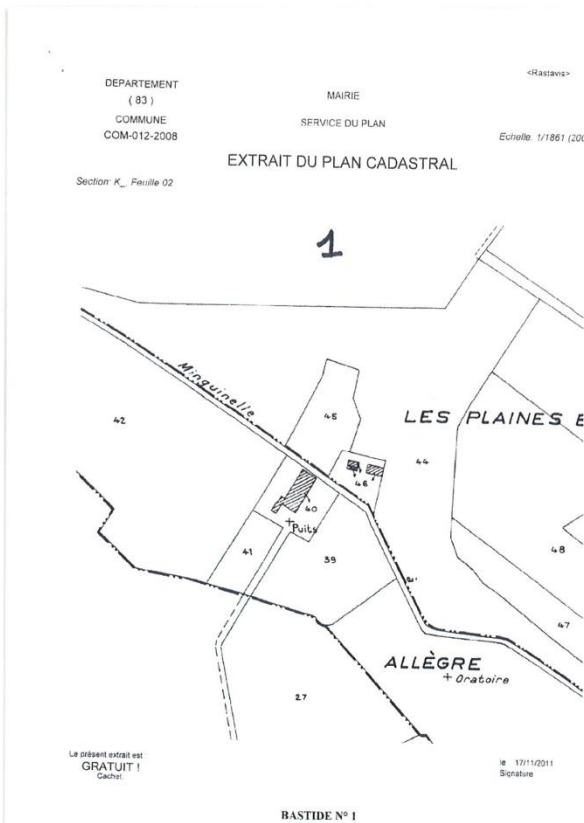 <Rastavis>
DEPARTEMENT
( 83 )
COMMUNE
COM-012-2008
MAIRIE
SERVICE DU PLAN
Echelle: 1/1861 (200
EXTRAIT DU PLAN CADASTRAL
Section: K_, Feuille 02
1
Minguinelle
45
42
LES PLAINES E
44
46
40
Puits
48
41
39
47
ALLÈGRE
Oratoire
27
Le présent extrait est
GRATUIT !
Cachet
le 17/11/2011
Signature
BASTIDE N° 1